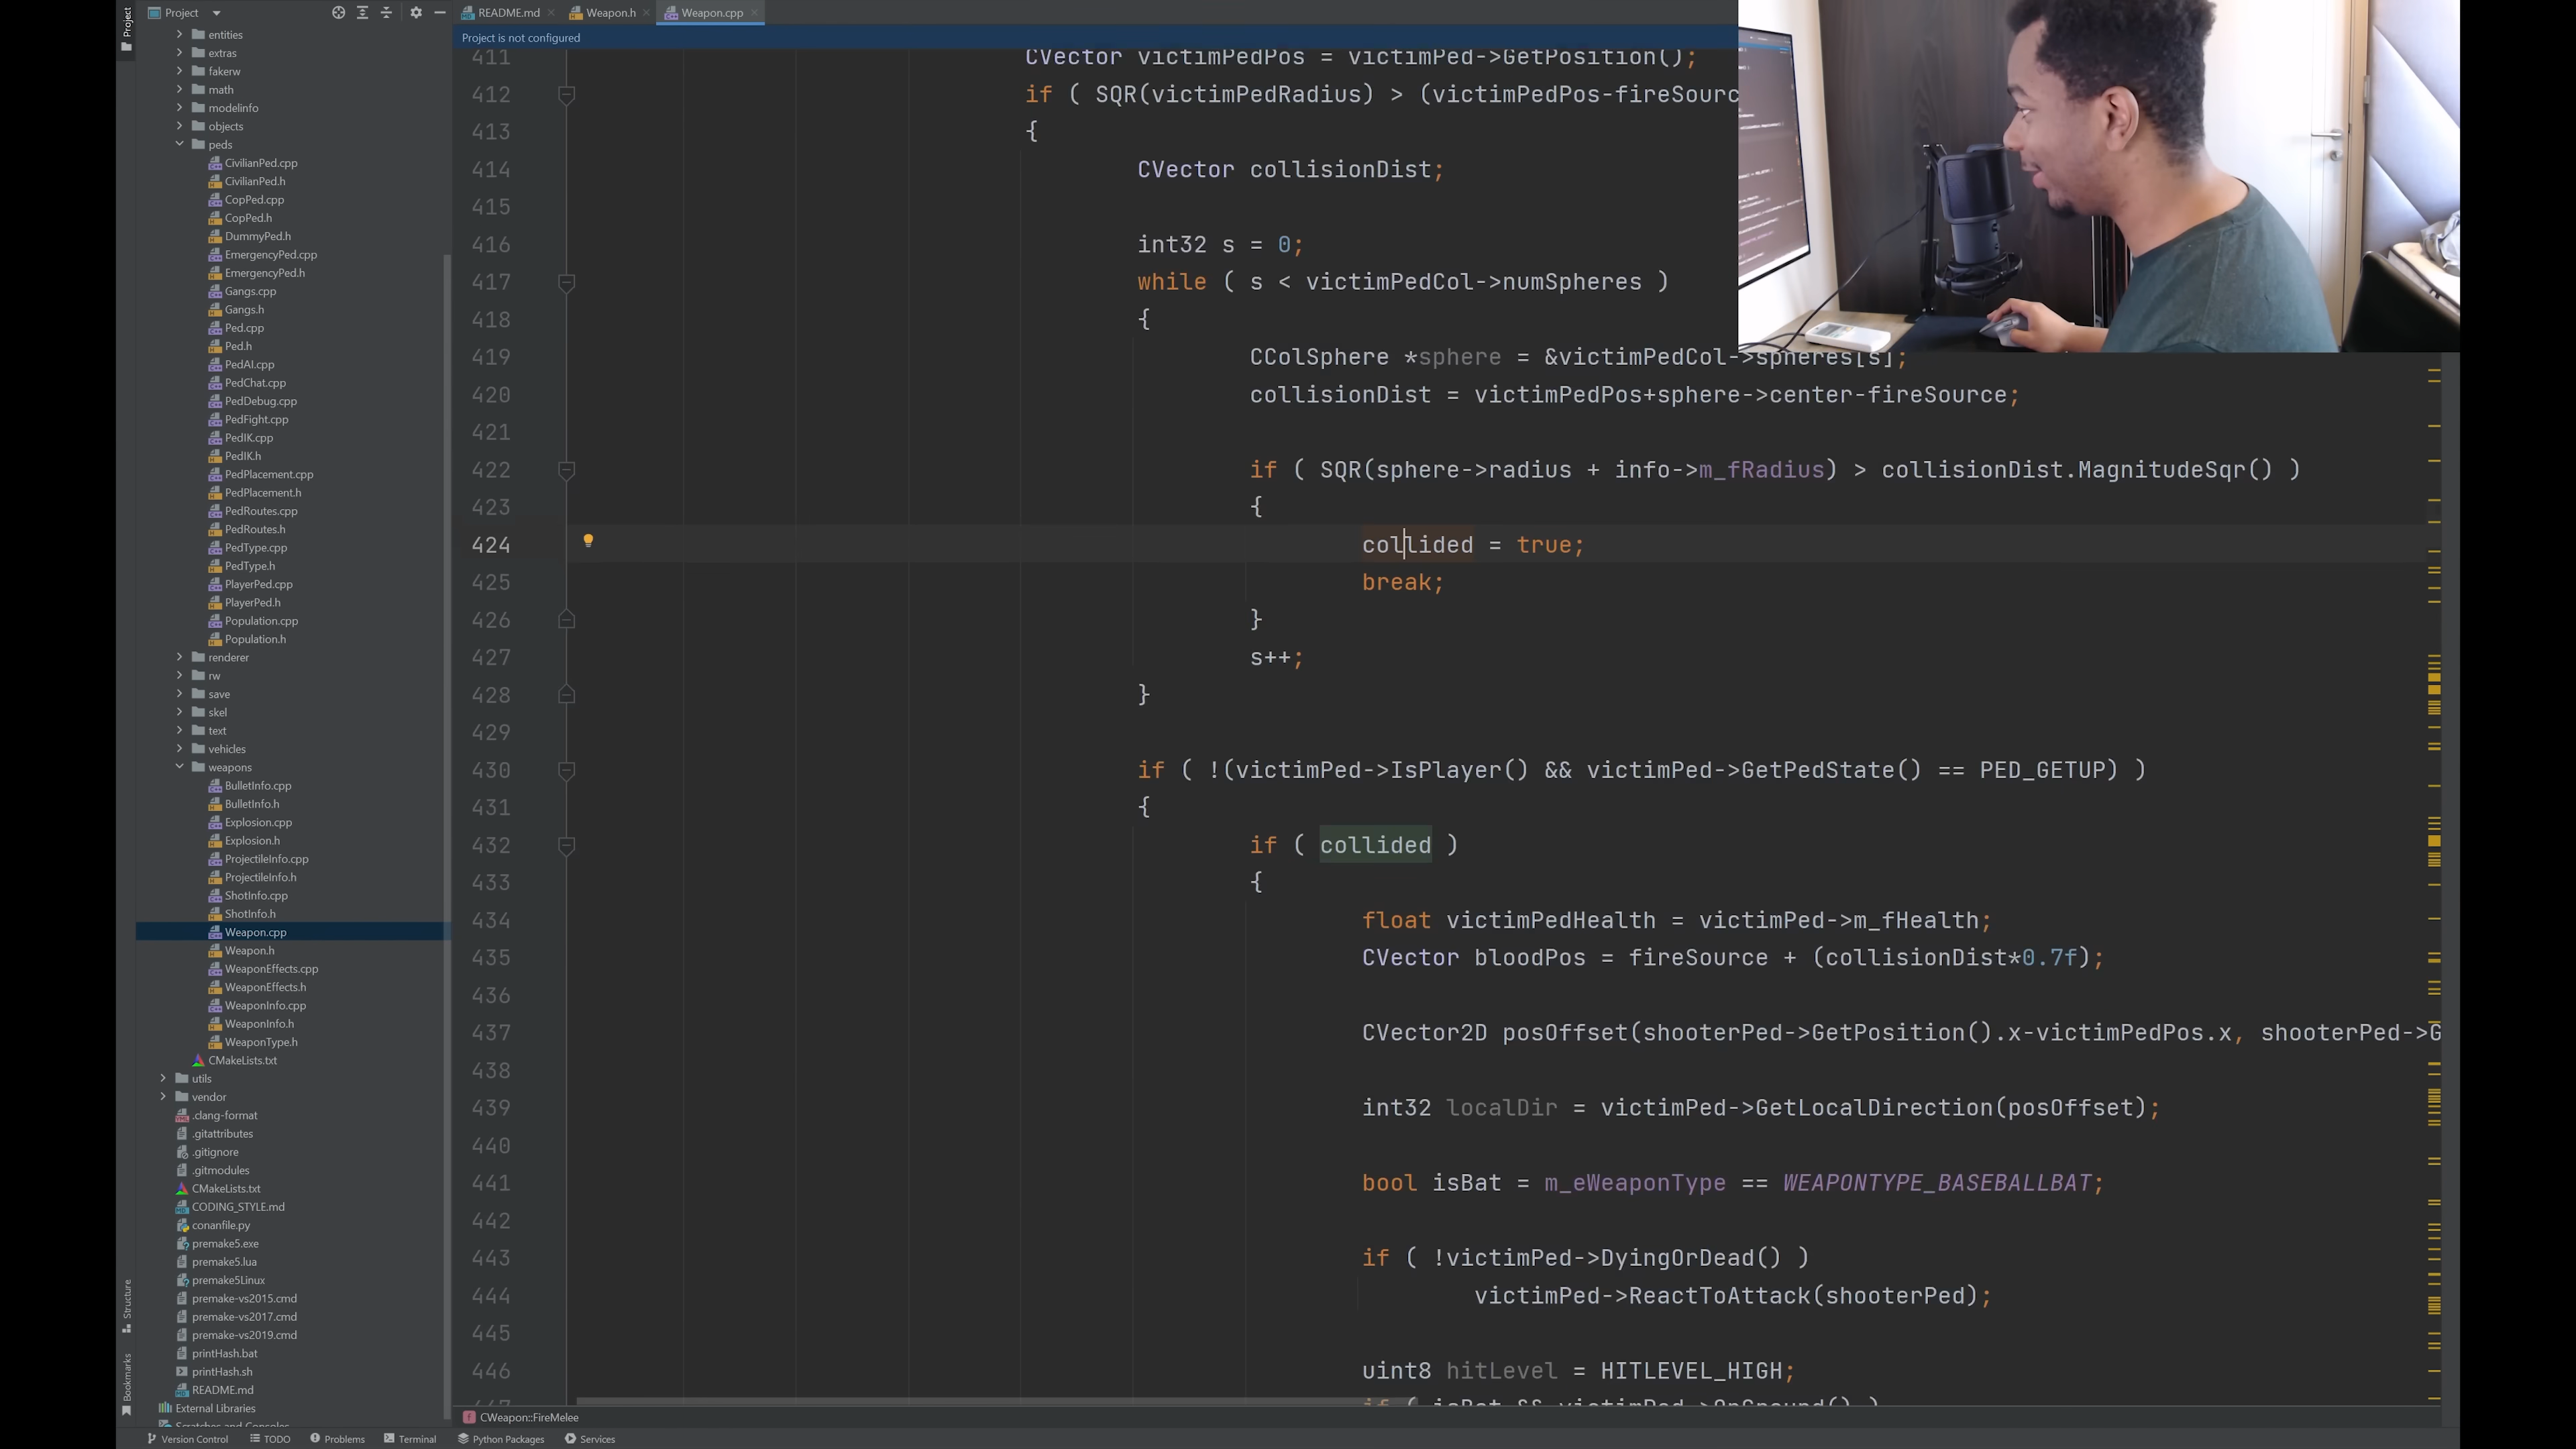 Project
Project
entities
extras
fakerw
math
modelinfo
objects
peds
CivilianPed.cpp
CivilianPed.h
CopPed.cpp
CopPed.h
DummyPed.h
EmergencyPed.cpp
EmergencyPed.h
Gangs.cpp
Gangs.h
Ped.cpp
Ped.h
PedAI.cpp
PedChat.cpp
PedDebug.cpp
PedFight.cpp
PedIK.cpp
PedIK.h
PedPlacement.cpp
PedPlacement.h
PedRoutes.cpp
PedRoutes.h
PedType.cpp
PedType.h
PlayerPed.cpp
PlayerPed.h
Population.cpp
Population.h
renderer
rw
save
skel
text
vehicles
weapons
BulletInfo.cpp
BulletInfo.h
Explosion.cpp
Explosion.h
ProjectileInfo.cpp
ProjectileInfo.h
ShotInfo.cpp
ShotInfo.h
Weapon.cpp
Weapon.h
WeaponEffects.cpp
WeaponEffects.h
WeaponInfo.cpp
WeaponInfo.h
WeaponType.h
CMakeLists.txt
utils
vendor
.clang-format
.gitattributes
.gitignore
.gitmodules
CMakeLists.txt
CODING_STYLE.md
conanfile.py
premake5.exe
premake5.lua
premake5Linux
premake-vs2015.cmd
premake-vs2017.cmd
premake-vs2019.cmd
printHash.bat
printHash.sh
README.md
External Libraries
Scratches and Consoles
Structure
Bookmarks
README.md
Weapon.h
Weapon.cpp
Project is not configured
411 CVector victimPedPos = victimPed->GetPosition();
412 if ( SQR(victimPedRadius) > (victimPedPos-fireSourc
413 {
414 CVector collisionDist;
415
416 int32 s = 0;
417 while ( s < victimPedCol->numSpheres )
418 {
419 CColSphere *sphere = &victimPedCol->spheres[s];
420 collisionDist = victimPedPos+sphere->center-fireSource;
421
422 if ( SQR(sphere->radius + info->m_fRadius) > collisionDist.MagnitudeSqr() )
423 {
424 collided = true;
425 break;
426 }
427 s++;
428 }
429
430 if ( !(victimPed->IsPlayer() && victimPed->GetPedState() == PED_GETUP) )
431 {
432 if ( collided )
433 {
434 float victimPedHealth = victimPed->m_fHealth;
435 CVector bloodPos = fireSource + (collisionDist*0.7f);
436
437 CVector2D posOffset(shooterPed->GetPosition().x-victimPedPos.x, shooterPed->G
438
439 int32 localDir = victimPed->GetLocalDirection(posOffset);
440
441 bool isBat = m_eWeaponType == WEAPONTYPE_BASEBALLBAT;
442
443 if ( !victimPed->DyingOrDead() )
444 victimPed->ReactToAttack(shooterPed);
445
446 uint8 hitLevel = HITLEVEL_HIGH;
447 if ( isBat && victimPed->OnGround() )
CWeapon::FireMelee
Version Control TODO Problems Terminal Python Packages Services